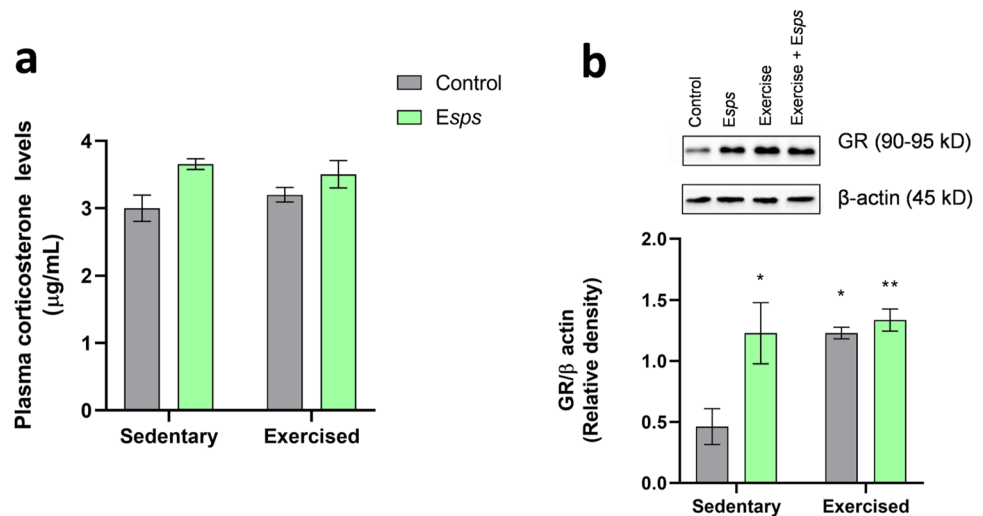 a
Control
Esps
Plasma corticosterone levels
(µg/mL)
4
3
2
1
0
Sedentary Exercised
b
Control
Esps
Exercise
Exercise + Esps
GR (90-95 kD)
β-actin (45 kD)
GR/β actin
(Relative density)
2.0
1.5
1.0
0.5
0.0
*
*
**
Sedentary Exercised